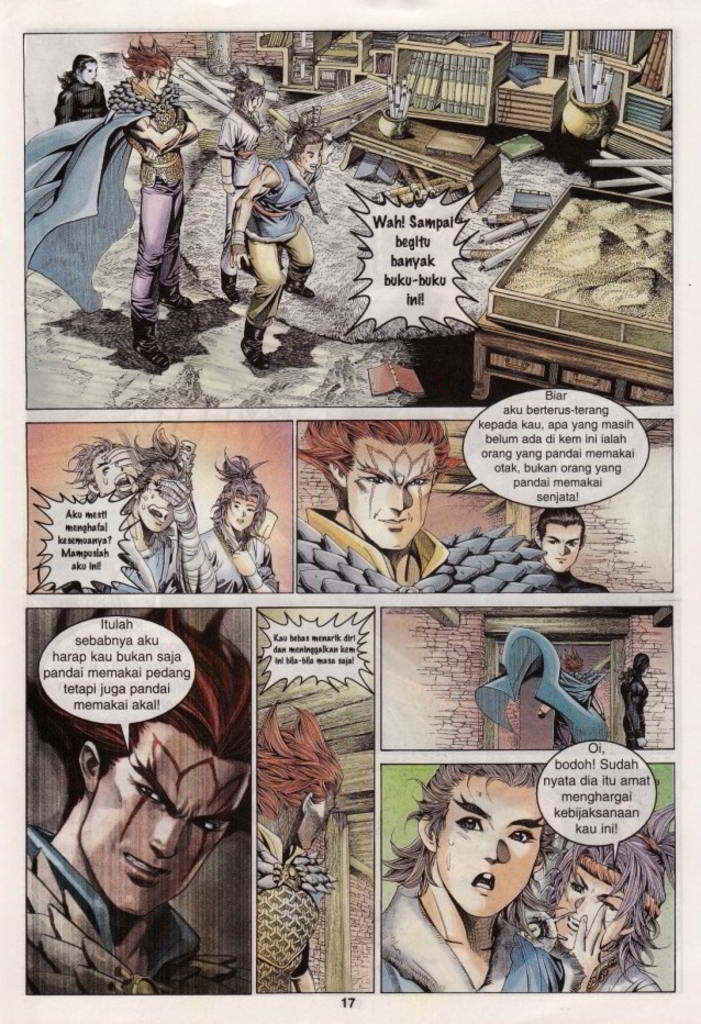 Wah! Sampai
begitu
banyak
buku-buku
ini!
Aku mesti
menghafal
kesemuanya?
Mampuslah
aku ini!
Biar
aku berterus-terang
kepada kau, apa yang masih
belum ada di kem ini ialah
orang yang pandai memakai
otak, bukan orang yang
pandai memakai
senjata!
Itulah
sebabnya aku
harap kau bukan saja
pandai memakai pedang
tetapi juga pandai
memakai akal!
Kau bebas menarik diri
dan meninggalkan kem
ini bila-bila masa saja!
Oi,
bodoh! Sudah
nyata dia itu amat
menghargai
kebijaksanaan
kau ini!
17